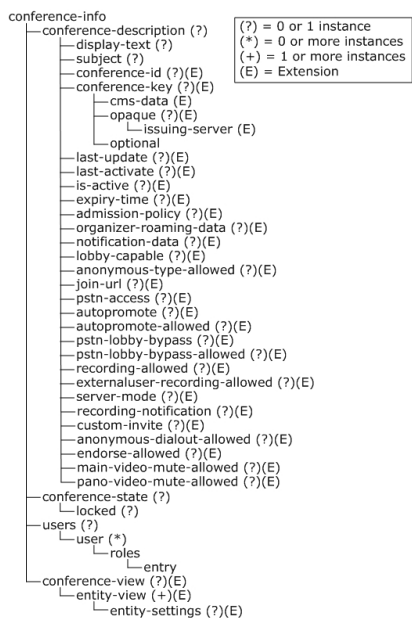 conference-info
(?) = 0 or 1 instance
(*) = 0 or more instances
(+) = 1 or more instances
(E) = Extension
conference-description (?)
display-text (?)
subject (?)
conference-id (?)(E)
conference-key (?)(E)
cms-data (E)
opaque (?)(E)
issuing-server (E)
optional
last-update (?)(E)
last-activate (?)(E)
is-active (?)(E)
expiry-time (?)(E)
admission-policy (?)(E)
organizer-roaming-data (?)(E)
notification-data (?)(E)
lobby-capable (?)(E)
anonymous-type-allowed (?)(E)
join-url (?)(E)
pstn-access (?)(E)
autopromote (?)(E)
autopromote-allowed (?)(E)
pstn-lobby-bypass (?)(E)
pstn-lobby-bypass-allowed (?)(E)
recording-allowed (?)(E)
externaluser-recording-allowed (?)(E)
server-mode (?)(E)
recording-notification (?)(E)
custom-invite (?)(E)
anonymous-dialout-allowed (?)(E)
endorse-allowed (?)(E)
main-video-mute-allowed (?)(E)
pano-video-mute-allowed (?)(E)
conference-state (?)
locked (?)
users (?)
user (*)
roles
entry
conference-view (?)(E)
entity-view (+)(E)
entity-settings (?)(E)